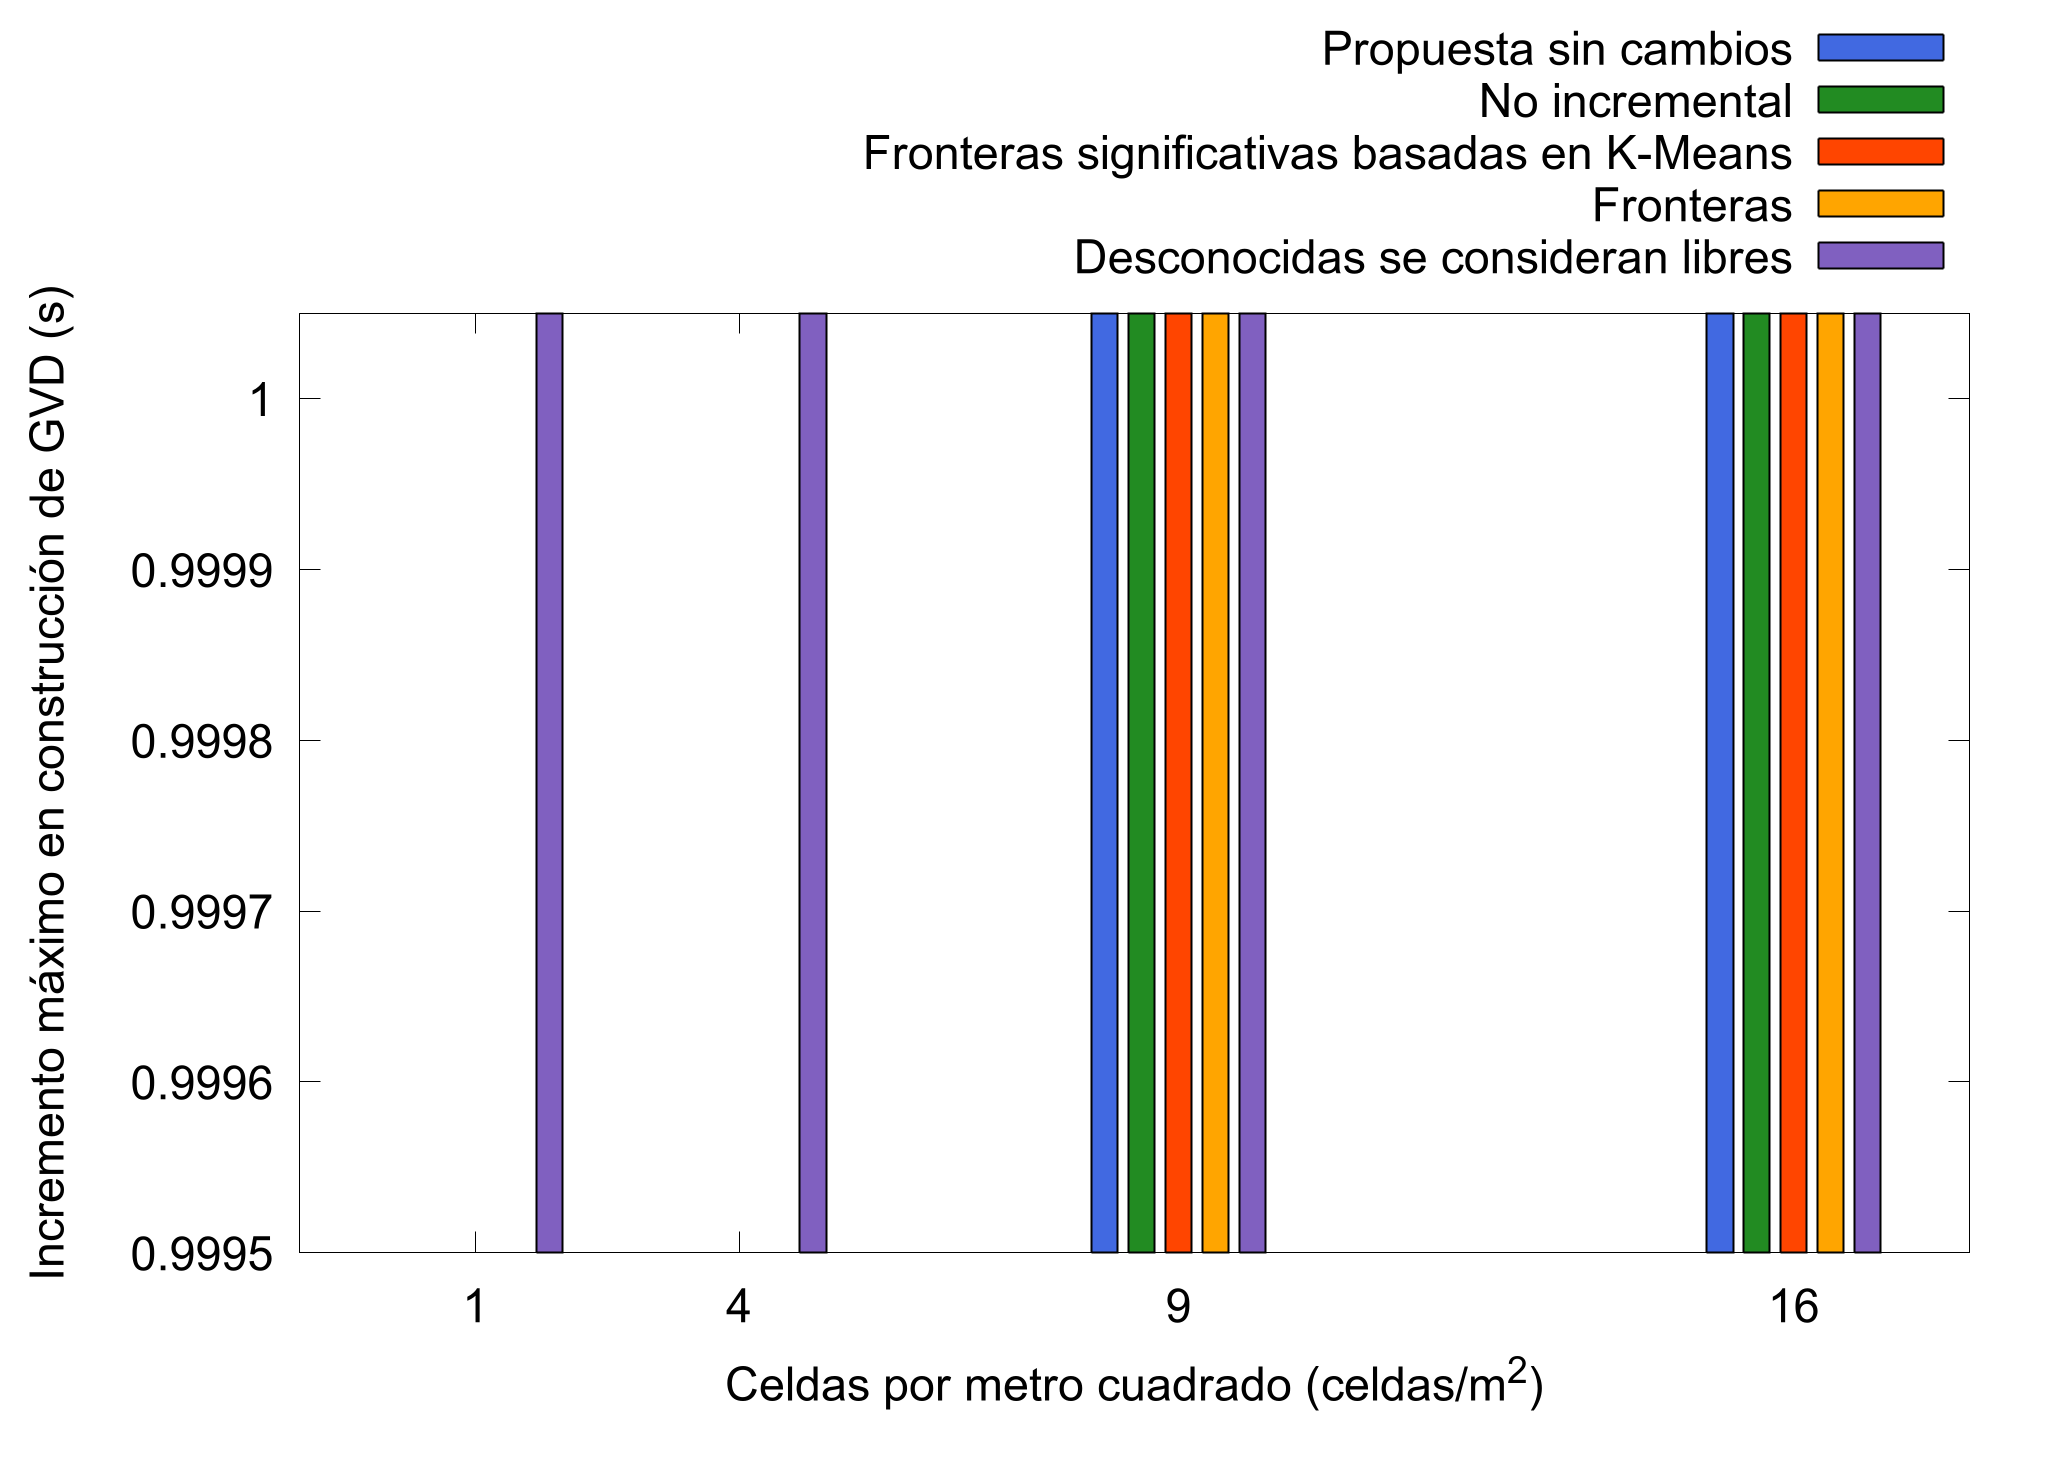 Propuesta sin cambios
No incremental
Fronteras significativas basadas en K-Means
Fronteras
Desconocidas se consideran libres
Incremento máximo en construcción de GVD (s)
1
0.9999
0.9998
0.9997
0.9996
0.9995
1 4 9 16
Celdas por metro cuadrado (celdas/m²)